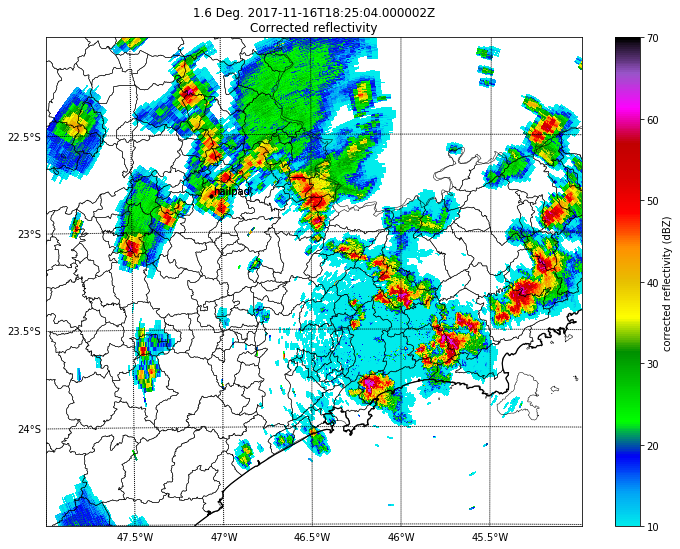 1.6 Deg. 2017-11-16T18:25:04.000002Z
Corrected reflectivity
70
60
50
40
30
20
10
corrected reflectivity (dBZ)
22.5°S
23°S
23.5°S
24°S
47.5°W
47°W
46.5°W
46°W
45.5°W
hailpad